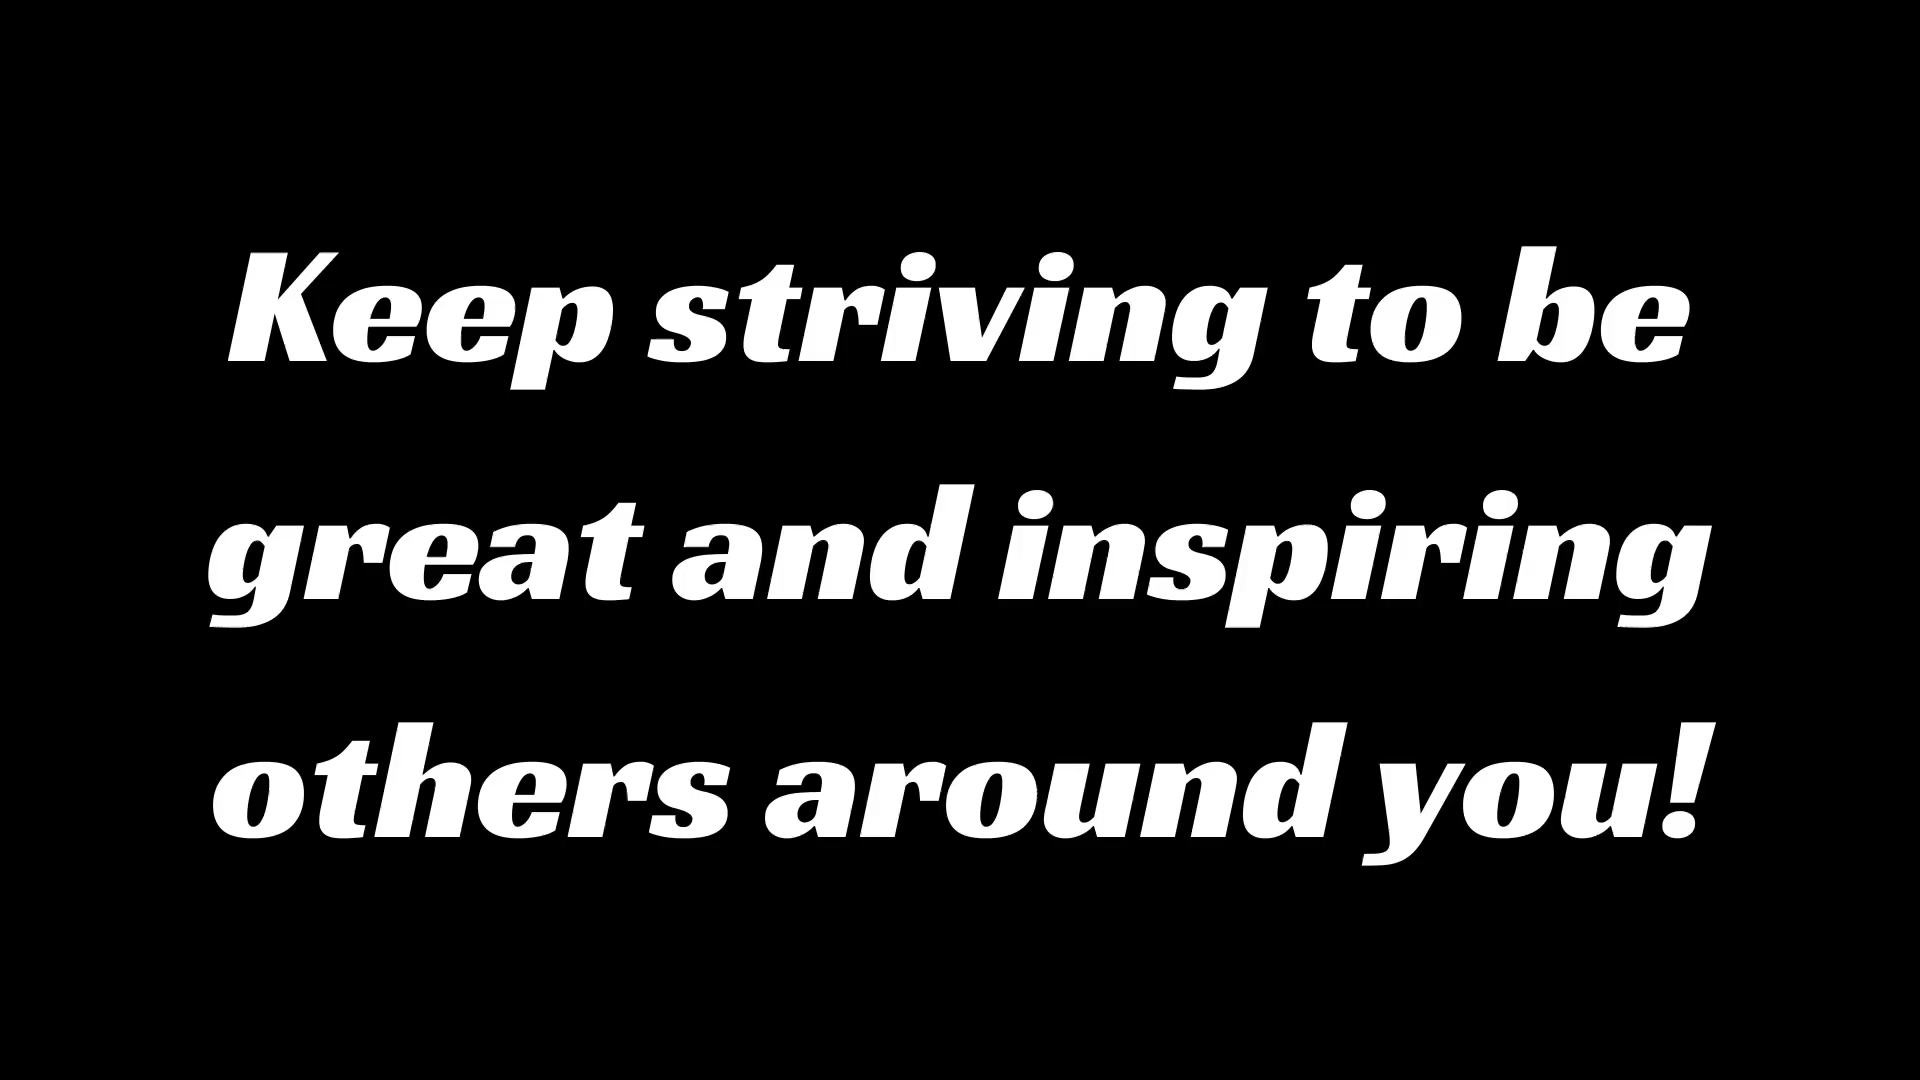 Keep striving to be
great and inspiring
others around you!